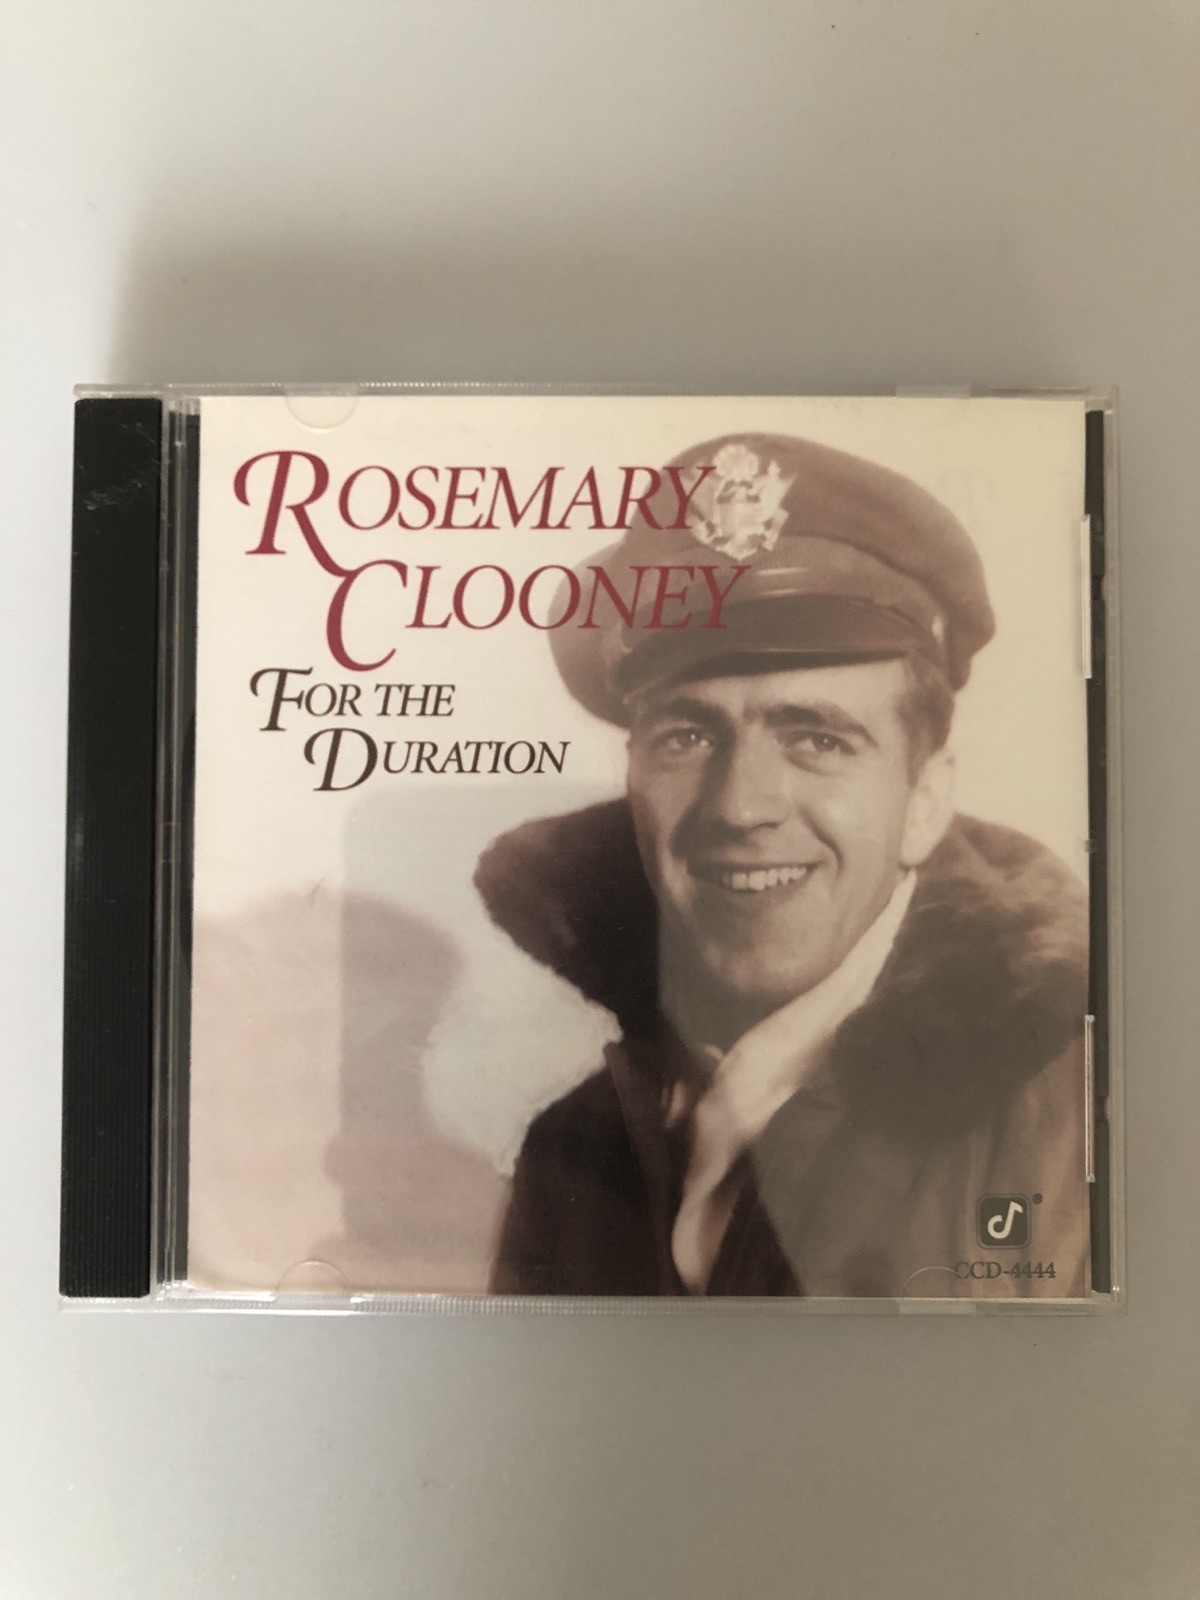 ROSEMARY
CLOONEY
FOR THE
DURATION
®
CCD-4444